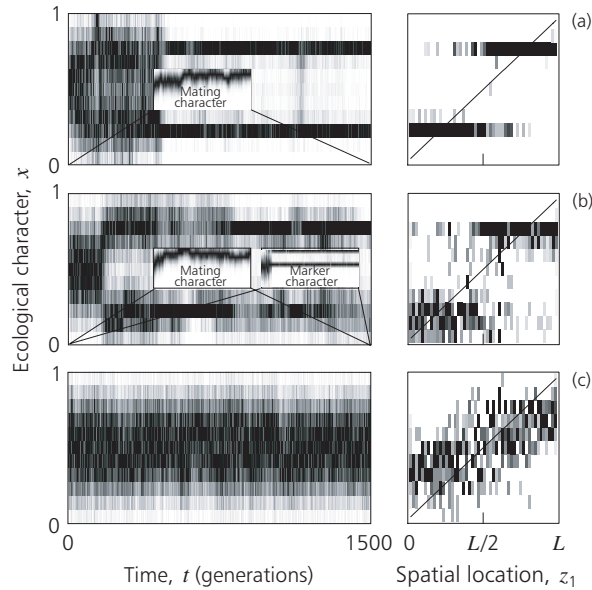 1
(a)
Mating
character
0
1
(b)
Mating
character
Marker
character
0
1
(c)
0
Ecological character, x
0
1500
0
L/2
L
Time, t (generations)
Spatial location, z₁